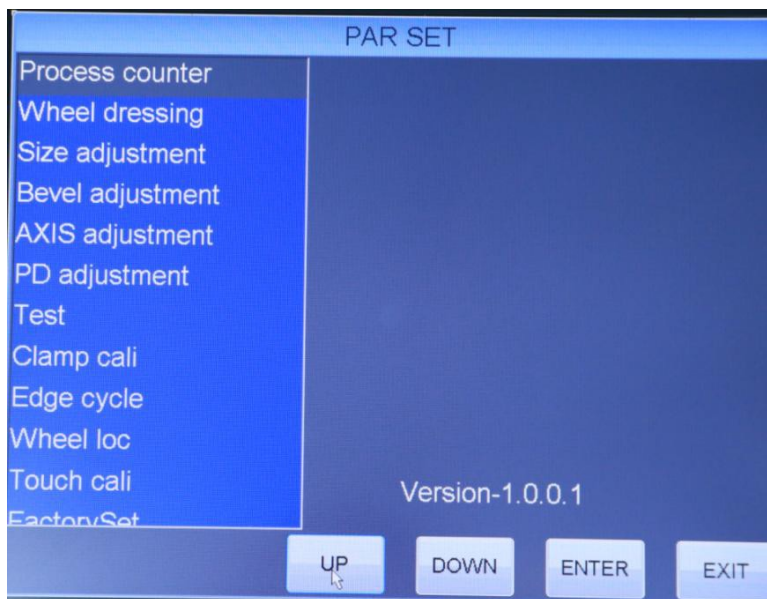 PAR SET
Process counter
Wheel dressing
Size adjustment
Bevel adjustment
AXIS adjustment
PD adjustment
Test
Clamp cali
Edge cycle
Wheel loc
Touch cali
FactorySet
Version-1.0.0.1
UP
DOWN
ENTER
EXIT